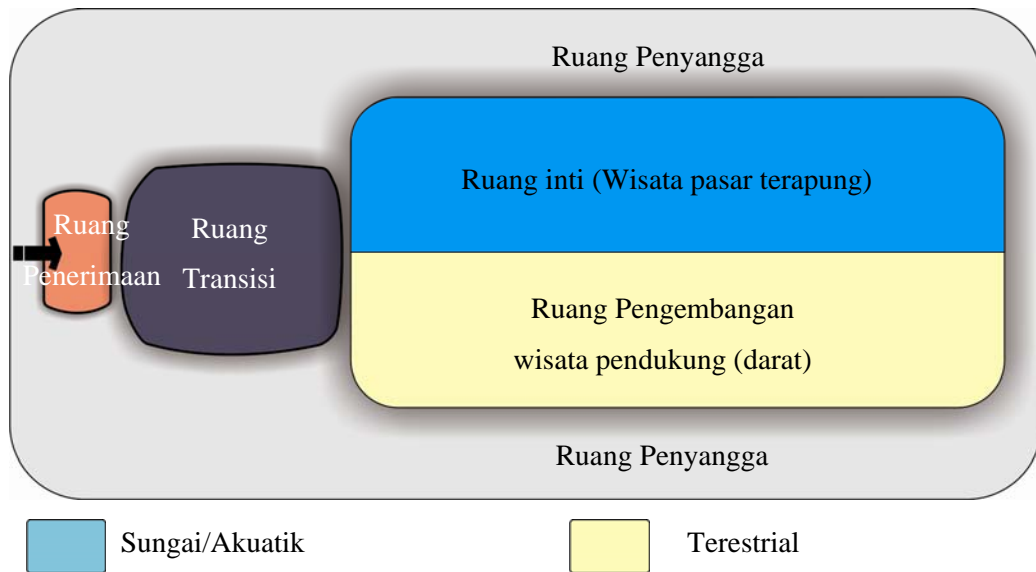 Ruang Penyangga
Ruang inti (Wisata pasar terapung)
Ruang
Penerimaan
Ruang
Transisi
Ruang Pengembangan
wisata pendukung (darat)
Ruang Penyangga
Sungai/Akuatik
Terestrial